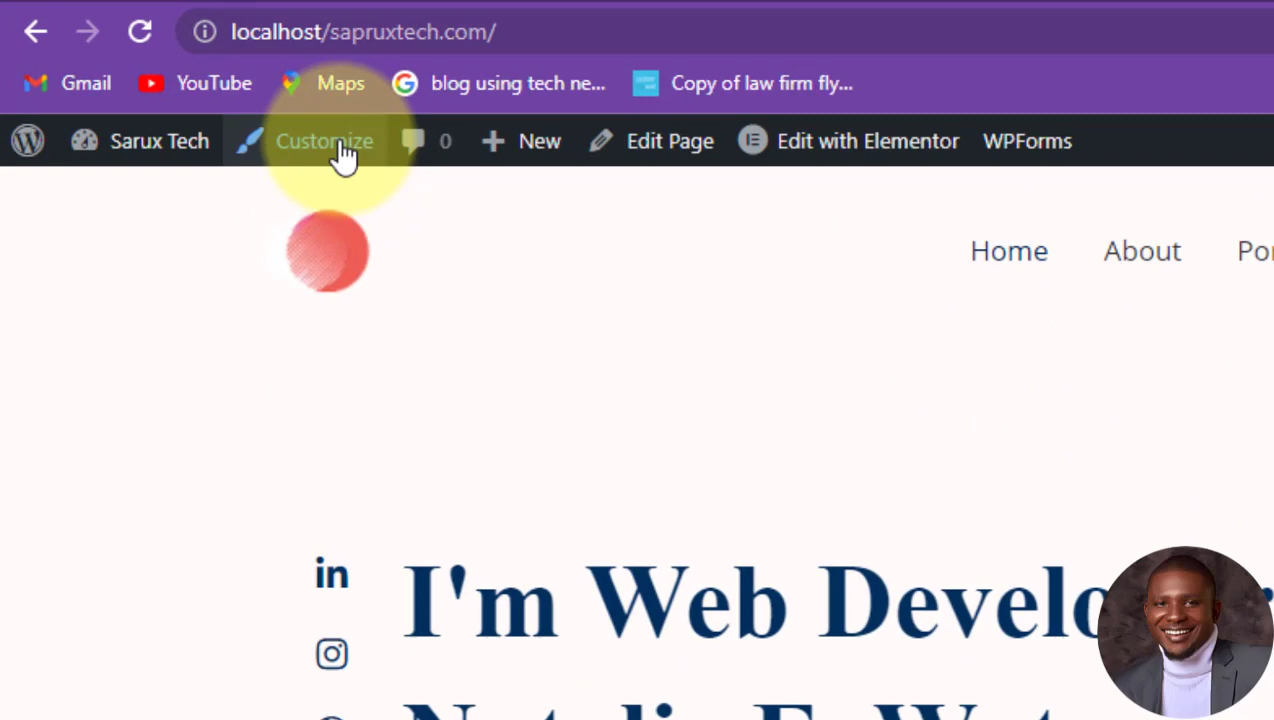 localhost/sapruxtech.com/
Gmail YouTube Maps blog using tech ne... Copy of law firm fly...
Sarux Tech Customize 0 New Edit Page Edit with Elementor WPForms
Home About
in
I'm Web Develo